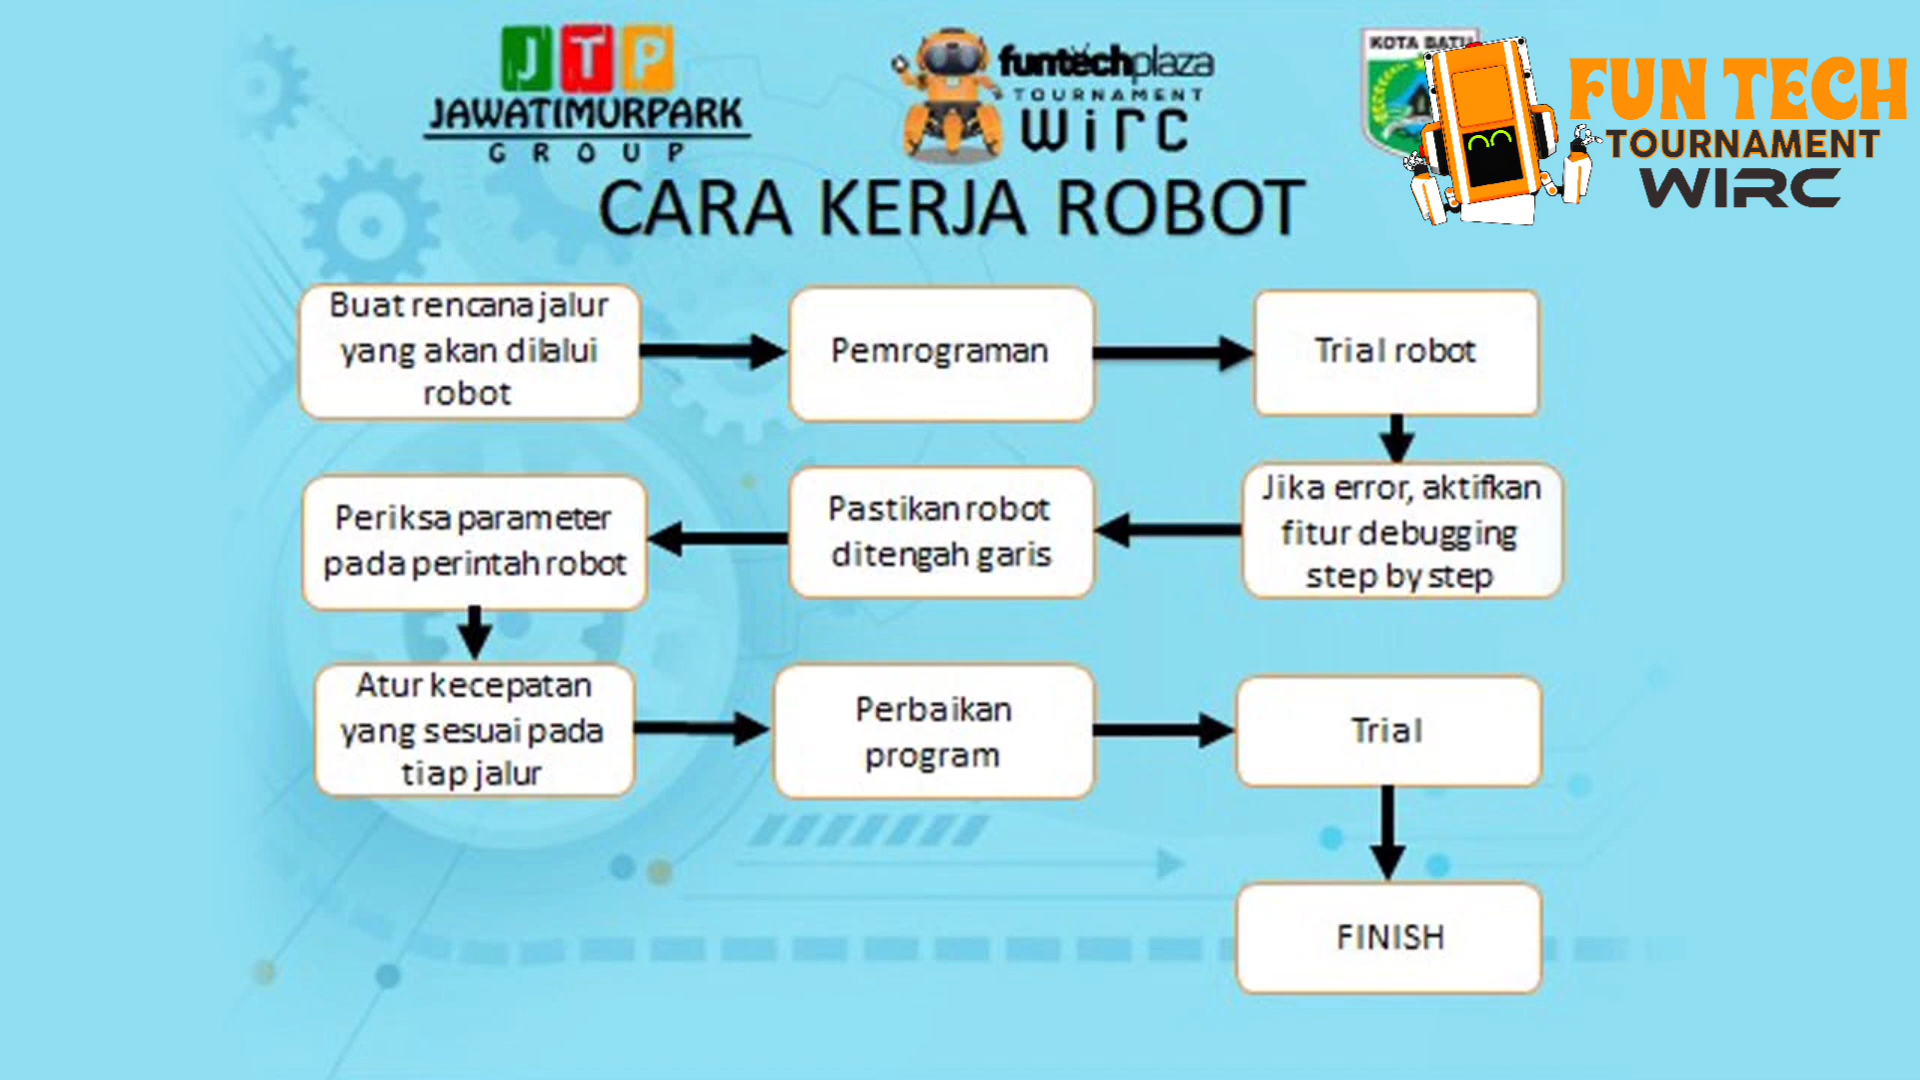 JTP
JAWATIMURPARK
GROUP
funtechplaza
TOURNAMENT
WirC
KOTA BATU
FUN TECH
TOURNAMENT
WIRC
CARA KERJA ROBOT
Buat rencana jalur
yang akan dilalui
robot
Pemrograman
Trial robot
Jika error, aktifkan
fitur debugging
step by step
Pastikan robot
ditengah garis
Periksa parameter
pada perintah robot
Atur kecepatan
yang sesuai pada
tiap jalur
Perbaikan
program
Trial
FINISH